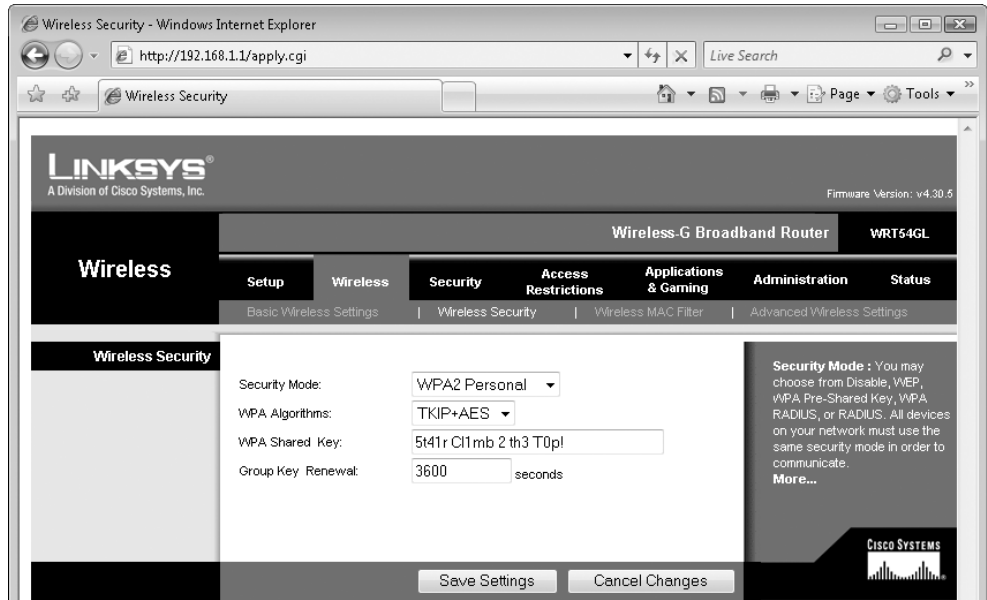 Wireless Security - Windows Internet Explorer
http://192.168.1.1/apply.cgi
Live Search
Wireless Security
Page
Tools
LINKSYS®
A Division of Cisco Systems, Inc.
Firmware Version: v4.30.5
Wireless-G Broadband Router WRT54GL
Wireless
Setup Wireless Security Access Restrictions Applications & Gaming Administration Status
Basic Wireless Settings | Wireless Security | Wireless MAC Filter | Advanced Wireless Settings
Wireless Security
Security Mode: WPA2 Personal
WPA Algorithms: TKIP+AES
WPA Shared Key: 5t41r Cl1mb 2 th3 T0p!
Group Key Renewal: 3600 seconds
Security Mode : You may
choose from Disable, WEP,
WPA Pre-Shared Key, WPA
RADIUS, or RADIUS. All devices
on your network must use the
same security mode in order to
communicate.
More...
CISCO SYSTEMS
Save Settings Cancel Changes